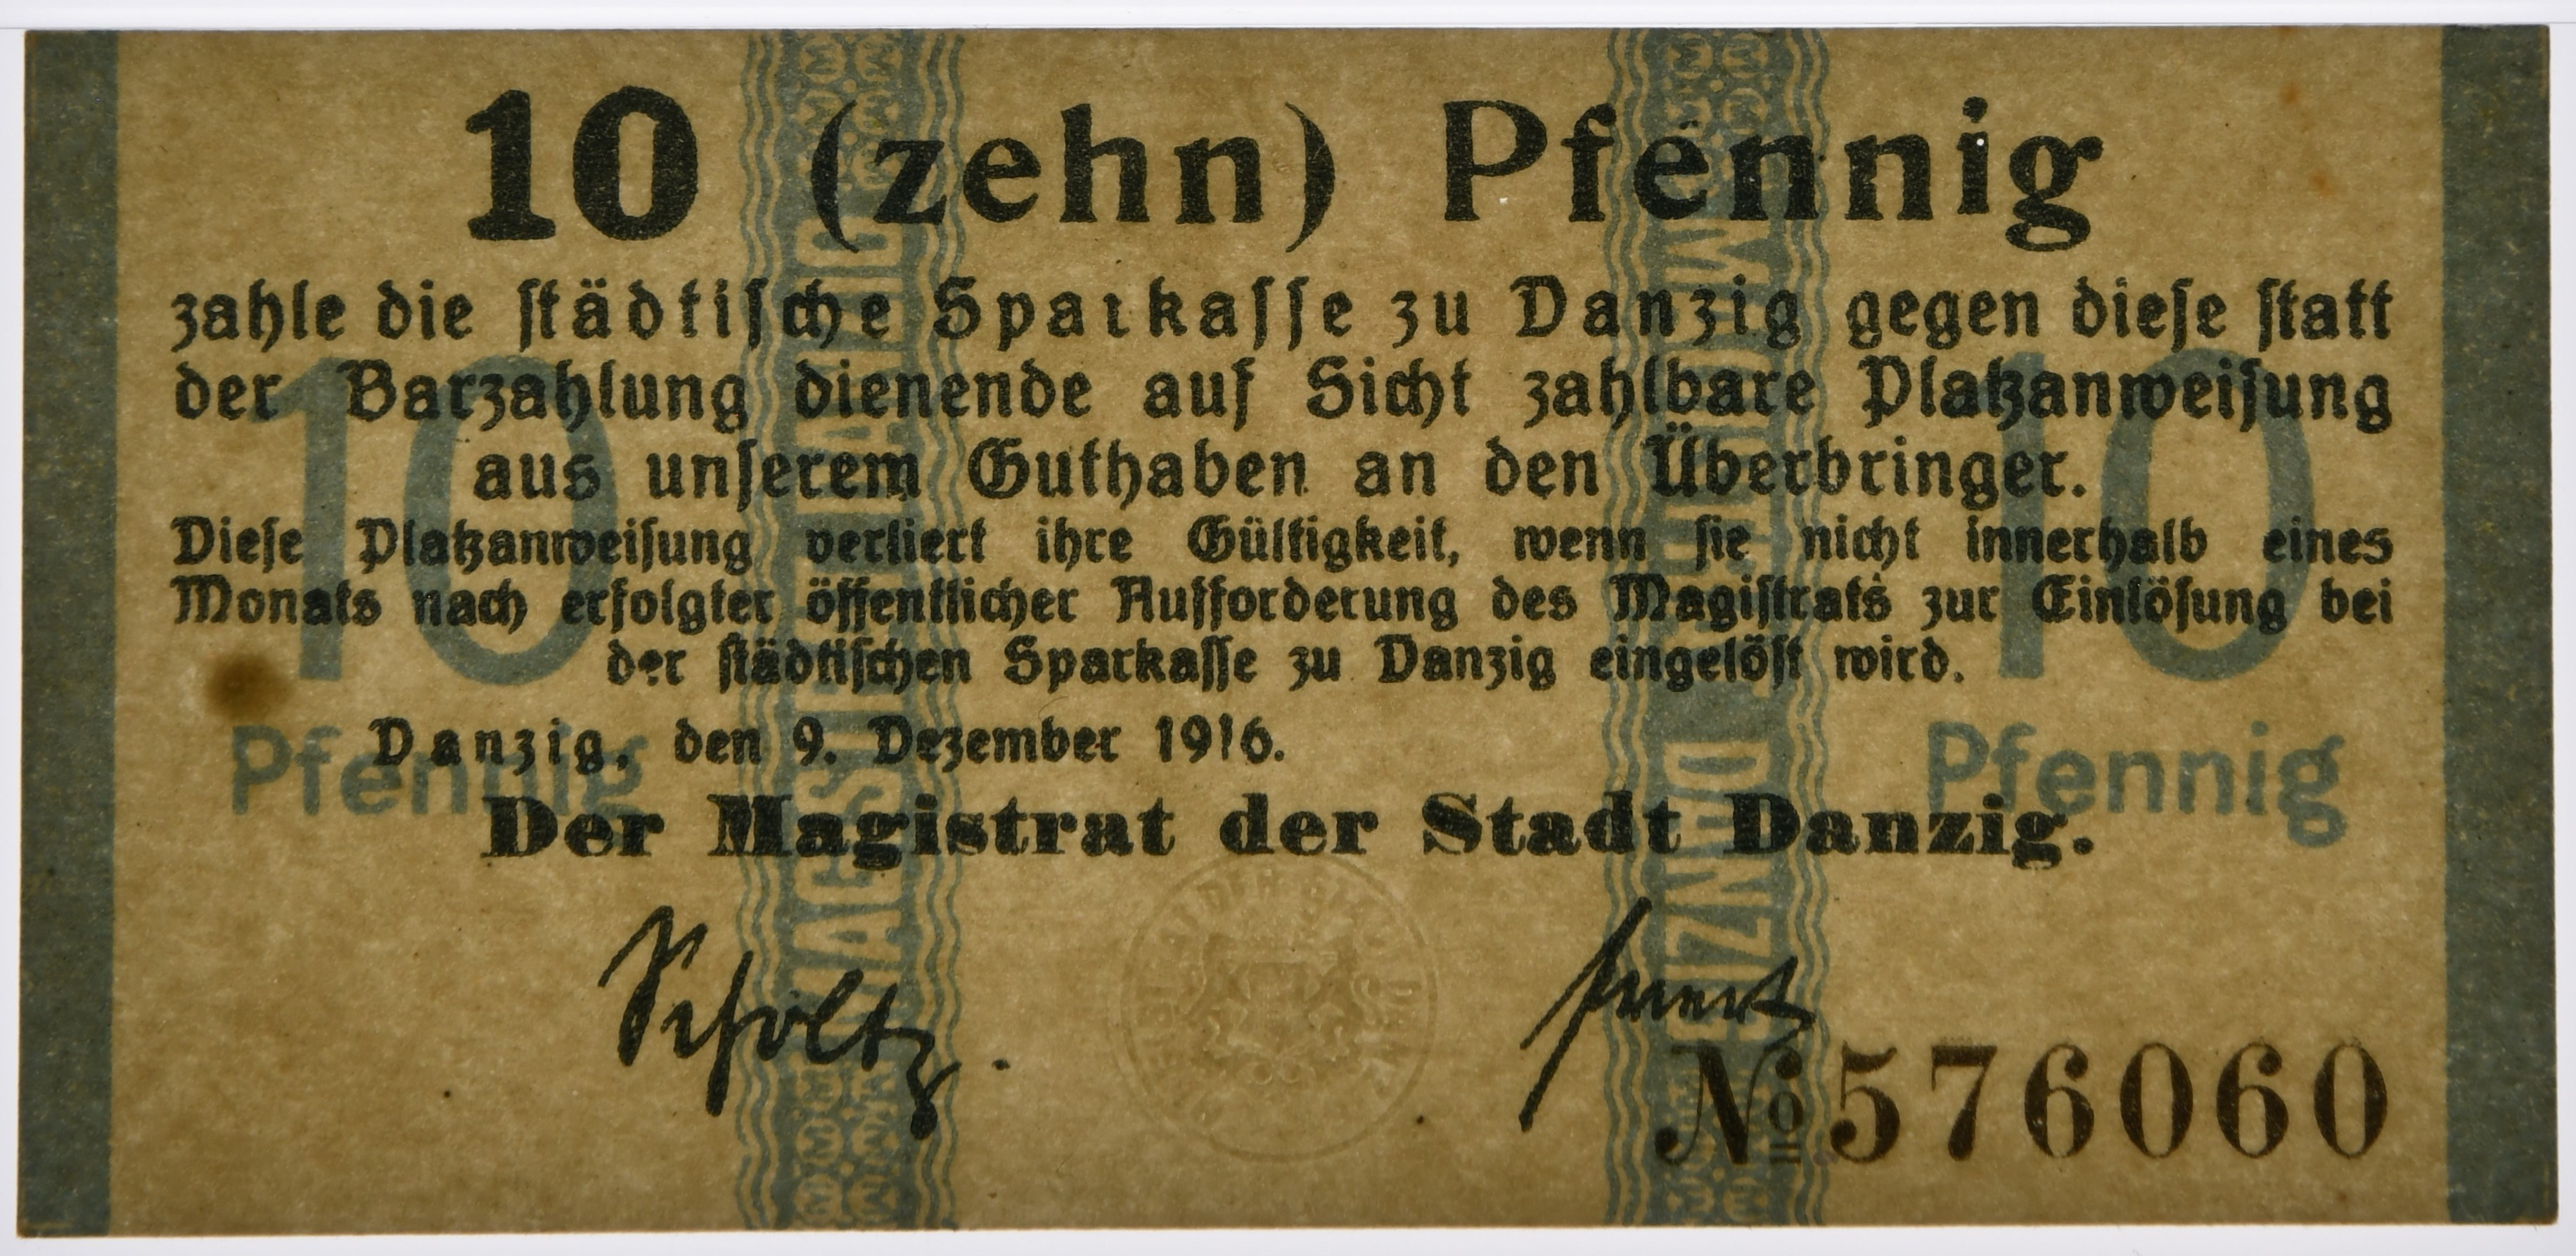 10 (zehn) Pfennig
zahle die ſtädtiſche Sparkaſſe zu Danzig gegen dieſe ſtatt
der Barzahlung dienende auf Sicht zahlbare Platzanweiſung
aus unſerem Guthaben an den Überbringer.
Dieſe Platzanweiſung verliert ihre Gültigkeit, wenn ſie nicht innerhalb eines
Monats nach erfolgter öffentlicher Aufforderung des Magiſtrats zur Einlöſung bei
der ſtädtiſchen Sparkaſſe zu Danzig eingelöſt wird.
Danzig, den 9. Dezember 1916.
Der Magistrat der Stadt Danzig.
Scholtz.
№ 576060
10
Pfennig
10
Pfennig
DANZIG